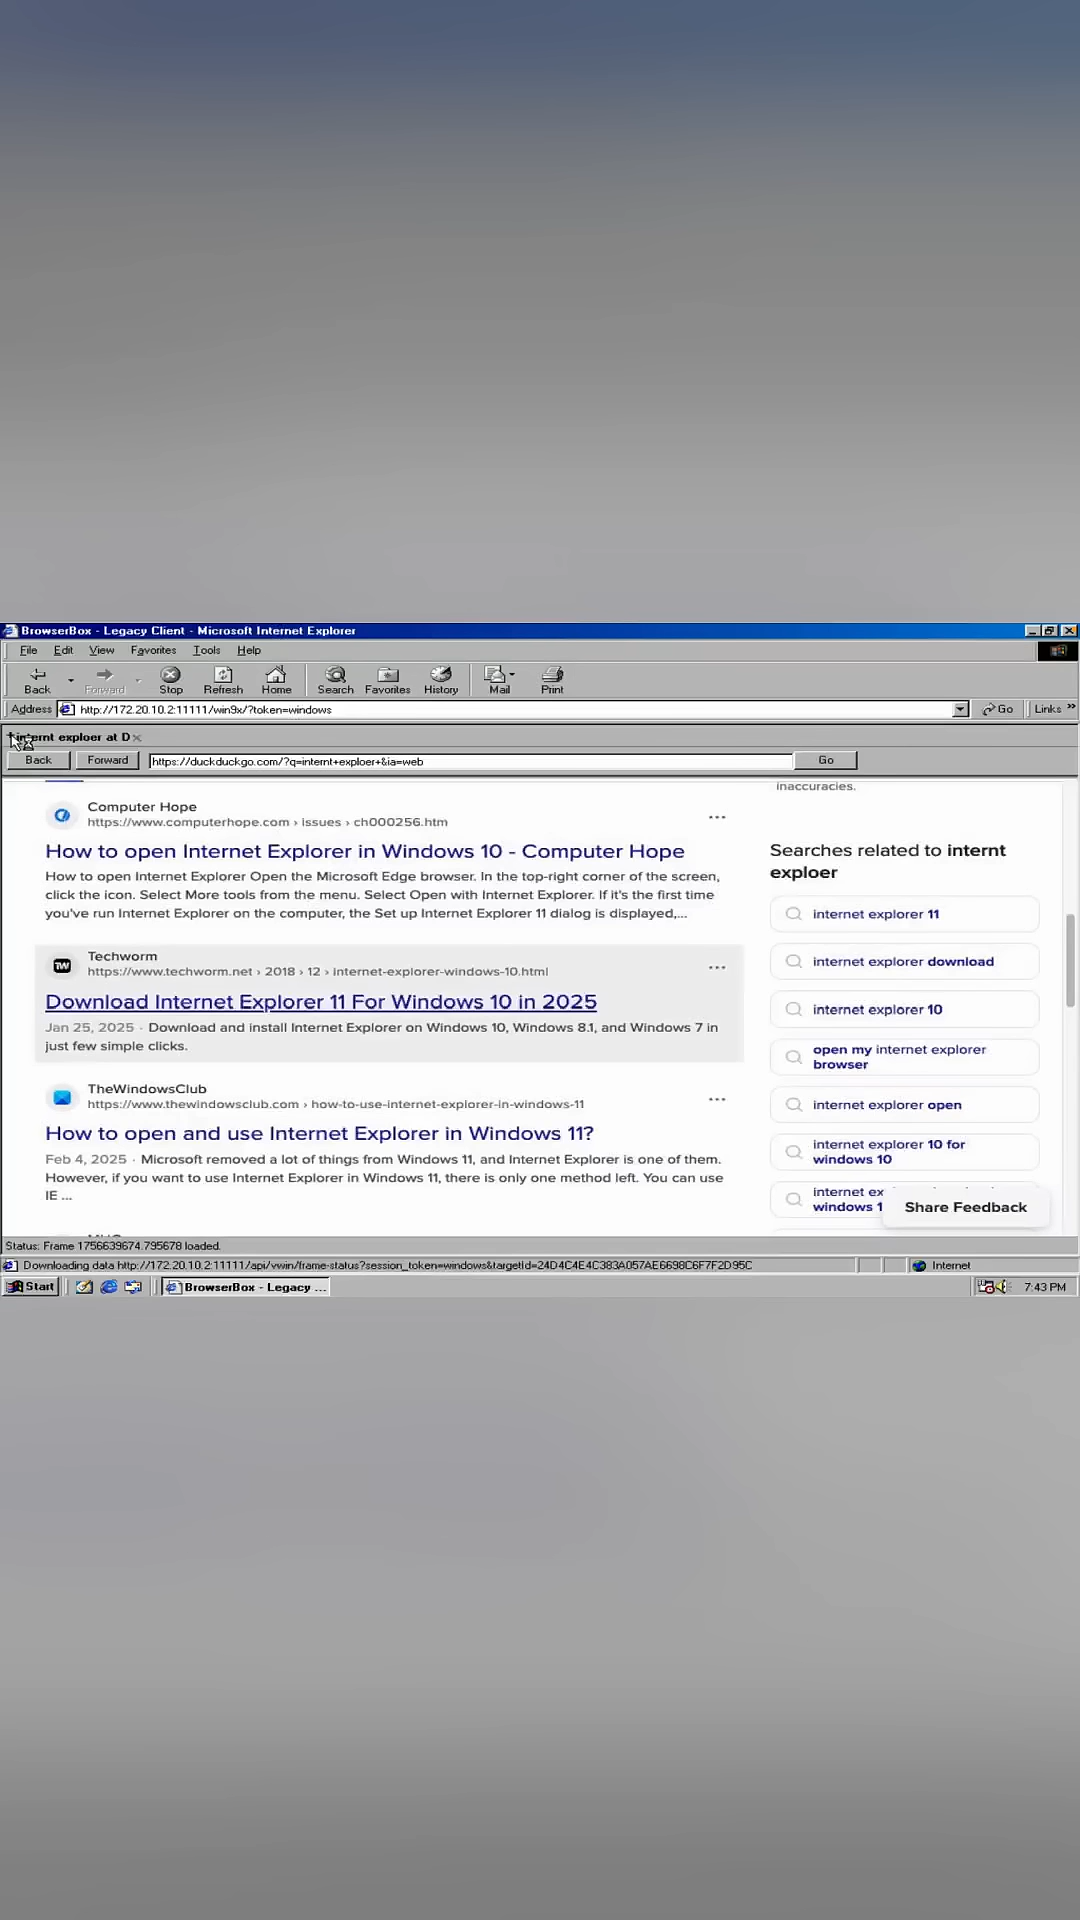 BrowserBox - Legacy Client - Microsoft Internet Explorer
File Edit View Favorites Tools Help
Back Forward Stop Refresh Home Search Favorites History Mail Print
Address http://172.20.10.2:11111/win9x/?token=windows Go Links »
internt exploer at D
Back Forward https://duckduckgo.com/?q=internt+exploer+&ia=web Go
inaccuracies.
Computer Hope
https://www.computerhope.com › issues › ch000256.htm
How to open Internet Explorer in Windows 10 - Computer Hope
How to open Internet Explorer Open the Microsoft Edge browser. In the top-right corner of the screen,
click the icon. Select More tools from the menu. Select Open with Internet Explorer. If it's the first time
you've run Internet Explorer on the computer, the Set up Internet Explorer 11 dialog is displayed,...
TW
Techworm
https://www.techworm.net › 2018 › 12 › internet-explorer-windows-10.html
Download Internet Explorer 11 For Windows 10 in 2025
Jan 25, 2025 · Download and install Internet Explorer on Windows 10, Windows 8.1, and Windows 7 in
just few simple clicks.
TheWindowsClub
https://www.thewindowsclub.com › how-to-use-internet-explorer-in-windows-11
How to open and use Internet Explorer in Windows 11?
Feb 4, 2025 · Microsoft removed a lot of things from Windows 11, and Internet Explorer is one of them.
However, if you want to use Internet Explorer in Windows 11, there is only one method left. You can use
IE ...
Searches related to internt
exploer
internet explorer 11
internet explorer download
internet explorer 10
open my internet explorer
browser
internet explorer open
internet explorer 10 for
windows 10
internet ex
windows 1
Share Feedback
Status: Frame 1756639674.795678 loaded.
Downloading data http://172.20.10.2:11111/api/vwin/frame-status?session_token=windows&targetId=24D4C4E4C383A057AE6698C6F7F2D95C Internet
Start BrowserBox - Legacy ... 7:43 PM